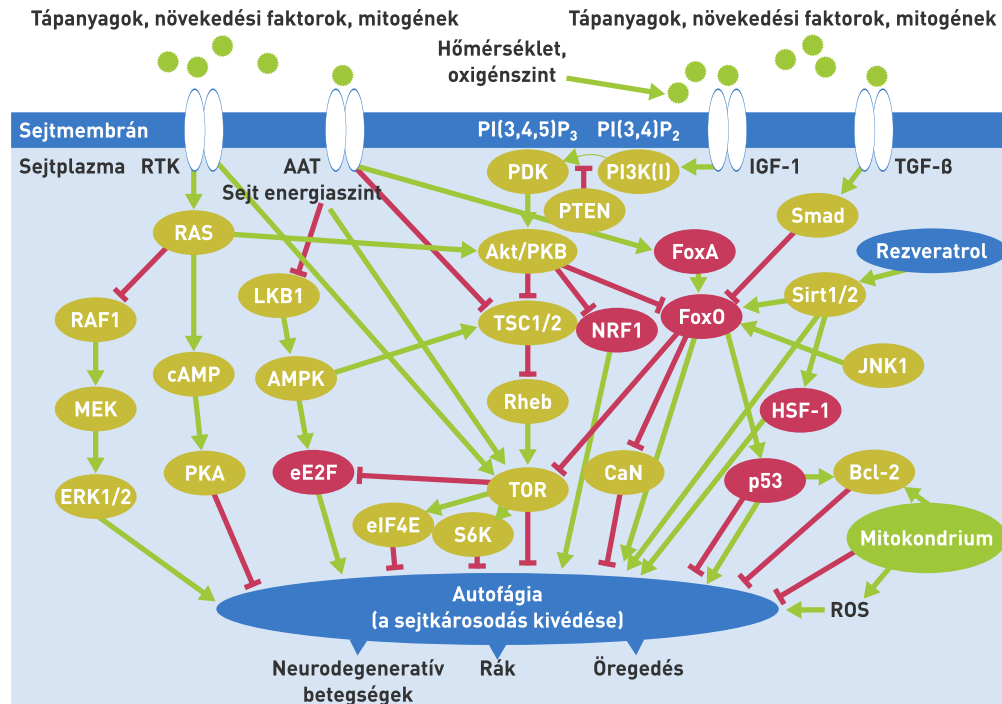 Tápanyagok, növekedési faktorok, mitogének
Tápanyagok, növekedési faktorok, mitogének
Hőmérséklet,
oxigénszint
Sejtmembrán
PI(3,4,5)P₃
PI(3,4)P₂
Sejtplazma
RTK
AAT
PDK
PI3K(I)
IGF-1
TGF-ß
Sejt energiaszint
PTEN
Smad
RAS
Akt/PKB
FoxA
Rezveratrol
LKB1
Sirt1/2
RAF1
TSC1/2
NRF1
FoxO
cAMP
AMPK
JNK1
Rheb
MEK
HSF-1
PKA
eE2F
CaN
p53
Bcl-2
ERK1/2
TOR
eIF4E
S6K
Mitokondrium
Autofágia
(a sejtkárosodás kivédése)
ROS
Neurodegeneratív
betegségek
Rák
Öregedés